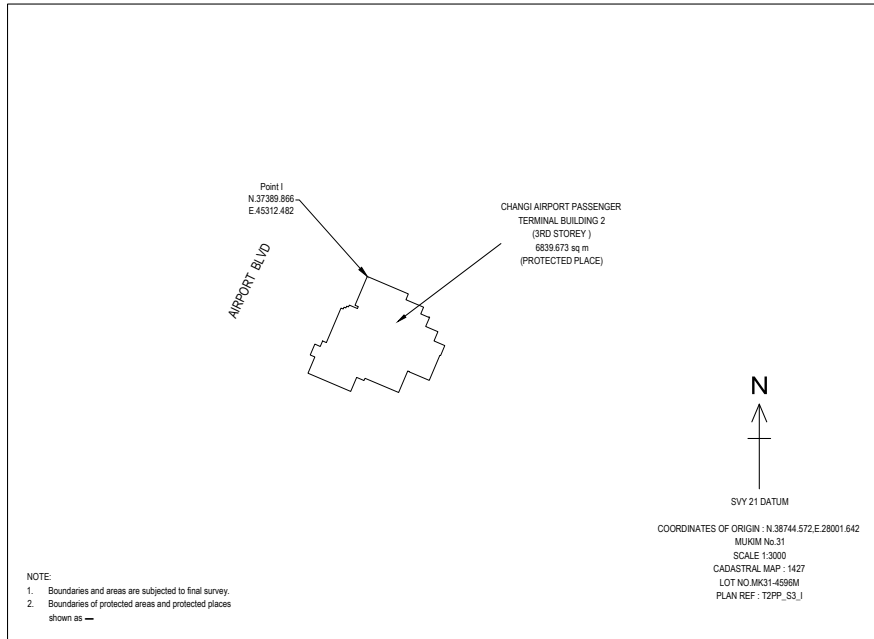 Point I
N.37389.866
E.45312.482
CHANGI AIRPORT PASSENGER
TERMINAL BUILDING 2
(3RD STOREY )
6839.673 sq m
(PROTECTED PLACE)
AIRPORT BLVD
N
SVY 21 DATUM
COORDINATES OF ORIGIN : N.38744.572,E.28001.642
MUKIM No.31
SCALE 1:3000
CADASTRAL MAP : 1427
LOT NO.MK31-4596M
PLAN REF : T2PP_S3_I
NOTE:
1. Boundaries and areas are subjected to final survey.
2. Boundaries of protected areas and protected places
shown as —